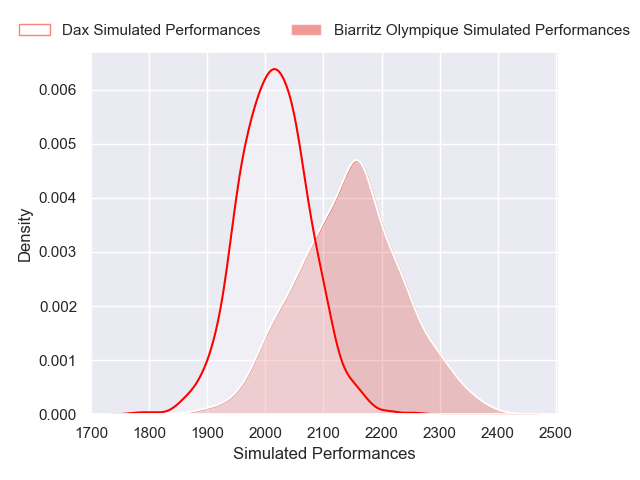 Dax Simulated Performances
Biarritz Olympique Simulated Performances
0.006
0.005
0.004
0.003
0.002
0.001
0.000
Density
1700 1800 1900 2000 2100 2200 2300 2400 2500
Simulated Performances